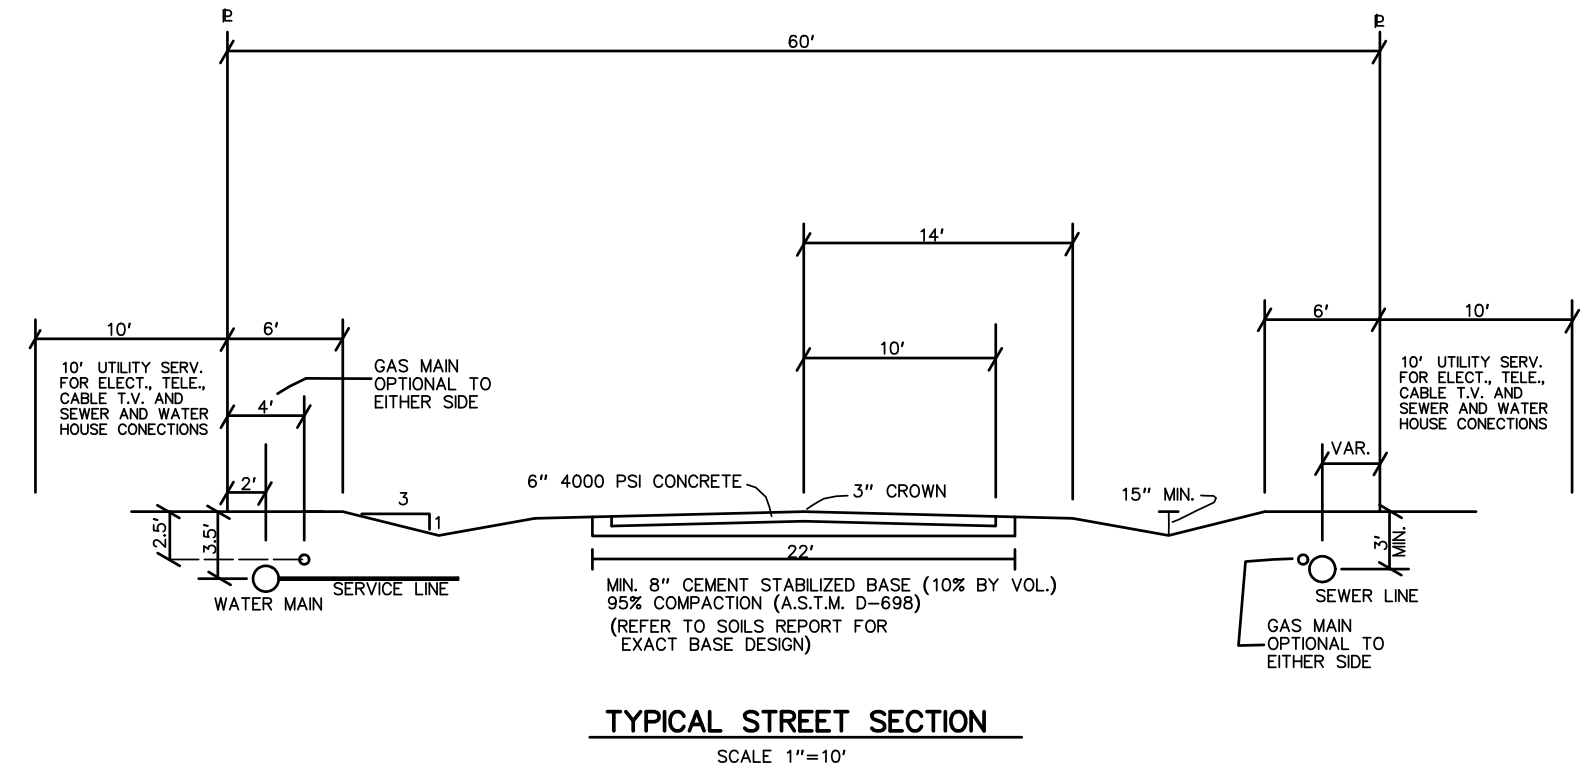 ℄ ℄
60'
14'
10' 6'
6' 10'
10'
10' UTILITY SERV.
FOR ELECT., TELE.,
CABLE T.V. AND
SEWER AND WATER
HOUSE CONECTIONS
GAS MAIN
OPTIONAL TO
EITHER SIDE
4'
10' UTILITY SERV.
FOR ELECT., TELE.,
CABLE T.V. AND
SEWER AND WATER
HOUSE CONECTIONS
VAR.
2'
3
1
6" 4000 PSI CONCRETE
3" CROWN
15" MIN.
2.5'
3.5'
3'
MIN.
22'
WATER MAIN
SERVICE LINE
MIN. 8" CEMENT STABILIZED BASE (10% BY VOL.)
95% COMPACTION (A.S.T.M. D-698)
(REFER TO SOILS REPORT FOR
EXACT BASE DESIGN)
SEWER LINE
GAS MAIN
OPTIONAL TO
EITHER SIDE
TYPICAL STREET SECTION
SCALE 1"=10'